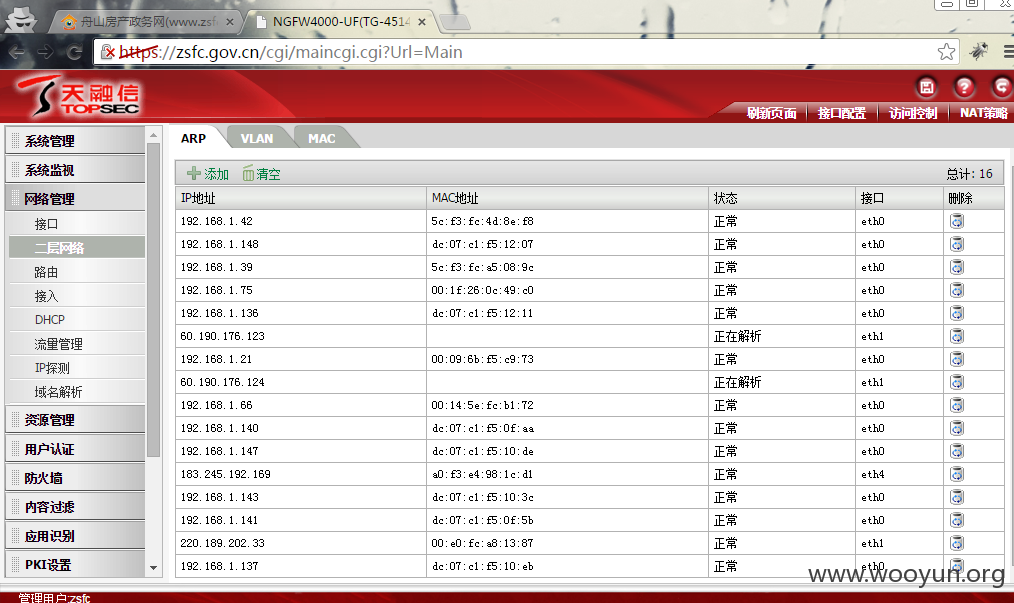 舟山房产政务网(www.zsf
NGFW4000-UF(TG-4514
https://zsfc.gov.cn/cgi/maincgi.cgi?Url=Main
天融信
TOPSEC
刷新页面 接口配置 访问控制 NAT策略
系统管理
系统监视
网络管理
接口
二层网络
路由
接入
DHCP
流量管理
IP探测
域名解析
资源管理
用户认证
防火墙
内容过滤
应用识别
PKI设置
ARP VLAN MAC
添加 清空 总计: 16
IP地址 MAC地址 状态 接口 删除
192.168.1.42 5c:f3:fc:4d:8e:f8 正常 eth0
192.168.1.148 dc:07:c1:f5:12:07 正常 eth0
192.168.1.39 5c:f3:fc:a5:08:9c 正常 eth0
192.168.1.75 00:1f:26:0c:49:c0 正常 eth0
192.168.1.136 dc:07:c1:f5:12:11 正常 eth0
60.190.176.123 正在解析 eth1
192.168.1.21 00:09:6b:f5:c9:73 正常 eth0
60.190.176.124 正在解析 eth1
192.168.1.66 00:14:5e:fc:b1:72 正常 eth0
192.168.1.140 dc:07:c1:f5:0f:aa 正常 eth0
192.168.1.147 dc:07:c1:f5:10:de 正常 eth0
183.245.192.169 a0:f3:e4:98:1c:d1 正常 eth4
192.168.1.143 dc:07:c1:f5:10:3c 正常 eth0
192.168.1.141 dc:07:c1:f5:0f:5b 正常 eth0
220.189.202.33 00:e0:fc:a8:13:87 正常 eth1
192.168.1.137 dc:07:c1:f5:10:eb 正常 eth0
www.wooyun.org
管理用户:zsfc